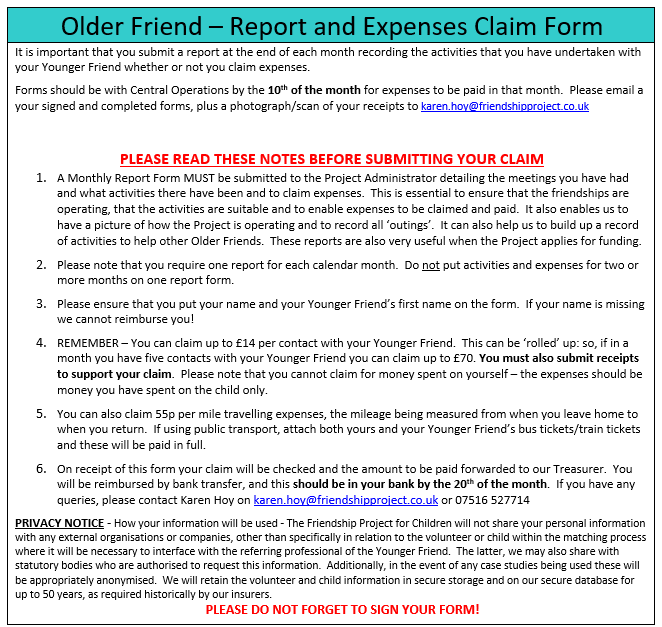 Older Friend – Report and Expenses Claim Form
It is important that you submit a report at the end of each month recording the activities that you have undertaken with
your Younger Friend whether or not you claim expenses.
Forms should be with Central Operations by the 10th of the month for expenses to be paid in that month.  Please email a
your signed and completed forms, plus a photograph/scan of your receipts to karen.hoy@friendshipproject.co.uk
PLEASE READ THESE NOTES BEFORE SUBMITTING YOUR CLAIM
1. A Monthly Report Form MUST be submitted to the Project Administrator detailing the meetings you have had
and what activities there have been and to claim expenses.  This is essential to ensure that the friendships are
operating, that the activities are suitable and to enable expenses to be claimed and paid.  It also enables us to
have a picture of how the Project is operating and to record all ‘outings’.  It can also help us to build up a record
of activities to help other Older Friends.  These reports are also very useful when the Project applies for funding.
2. Please note that you require one report for each calendar month.  Do not put activities and expenses for two or
more months on one report form.
3. Please ensure that you put your name and your Younger Friend’s first name on the form.  If your name is missing
we cannot reimburse you!
4. REMEMBER – You can claim up to £14 per contact with your Younger Friend.  This can be ‘rolled’ up: so, if in a
month you have five contacts with your Younger Friend you can claim up to £70. You must also submit receipts
to support your claim.  Please note that you cannot claim for money spent on yourself – the expenses should be
money you have spent on the child only.
5. You can also claim 55p per mile travelling expenses, the mileage being measured from when you leave home to
when you return.  If using public transport, attach both yours and your Younger Friend’s bus tickets/train tickets
and these will be paid in full.
6. On receipt of this form your claim will be checked and the amount to be paid forwarded to our Treasurer.  You
will be reimbursed by bank transfer, and this should be in your bank by the 20th of the month.  If you have any
queries, please contact Karen Hoy on karen.hoy@friendshipproject.co.uk or 07516 527714
PRIVACY NOTICE - How your information will be used - The Friendship Project for Children will not share your personal information
with any external organisations or companies, other than specifically in relation to the volunteer or child within the matching process
where it will be necessary to interface with the referring professional of the Younger Friend.  The latter, we may also share with
statutory bodies who are authorised to request this information.  Additionally, in the event of any case studies being used these will
be appropriately anonymised.  We will retain the volunteer and child information in secure storage and on our secure database for
up to 50 years, as required historically by our insurers.
PLEASE DO NOT FORGET TO SIGN YOUR FORM!